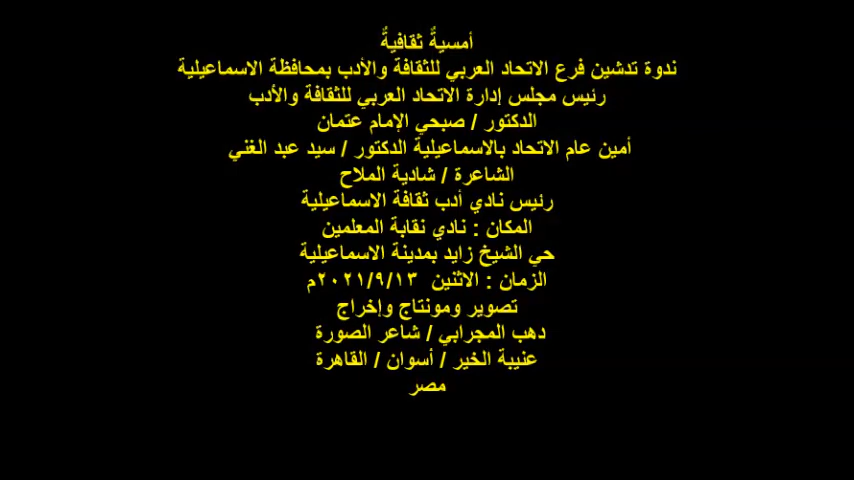 أمسيةٌ ثقافيةٌ
ندوة تدشين فرع الاتحاد العربي للثقافة والأدب بمحافظة الاسماعيلية
رئيس مجلس إدارة الاتحاد العربي للثقافة والأدب
الدكتور / صبحي الإمام عتمان
أمين عام الاتحاد بالاسماعيلية الدكتور / سيد عبد الغني
الشاعرة / شادية الملاح
رئيس نادي أدب ثقافة الاسماعيلية
المكان : نادي نقابة المعلمين
حي الشيخ زايد بمدينة الاسماعيلية
الزمان : الاثنين ٢٠٢١/٩/١٣م
تصوير ومونتاج وإخراج
دهب المجرابي / شاعر الصورة
عنيبة الخير / أسوان / القاهرة
مصر